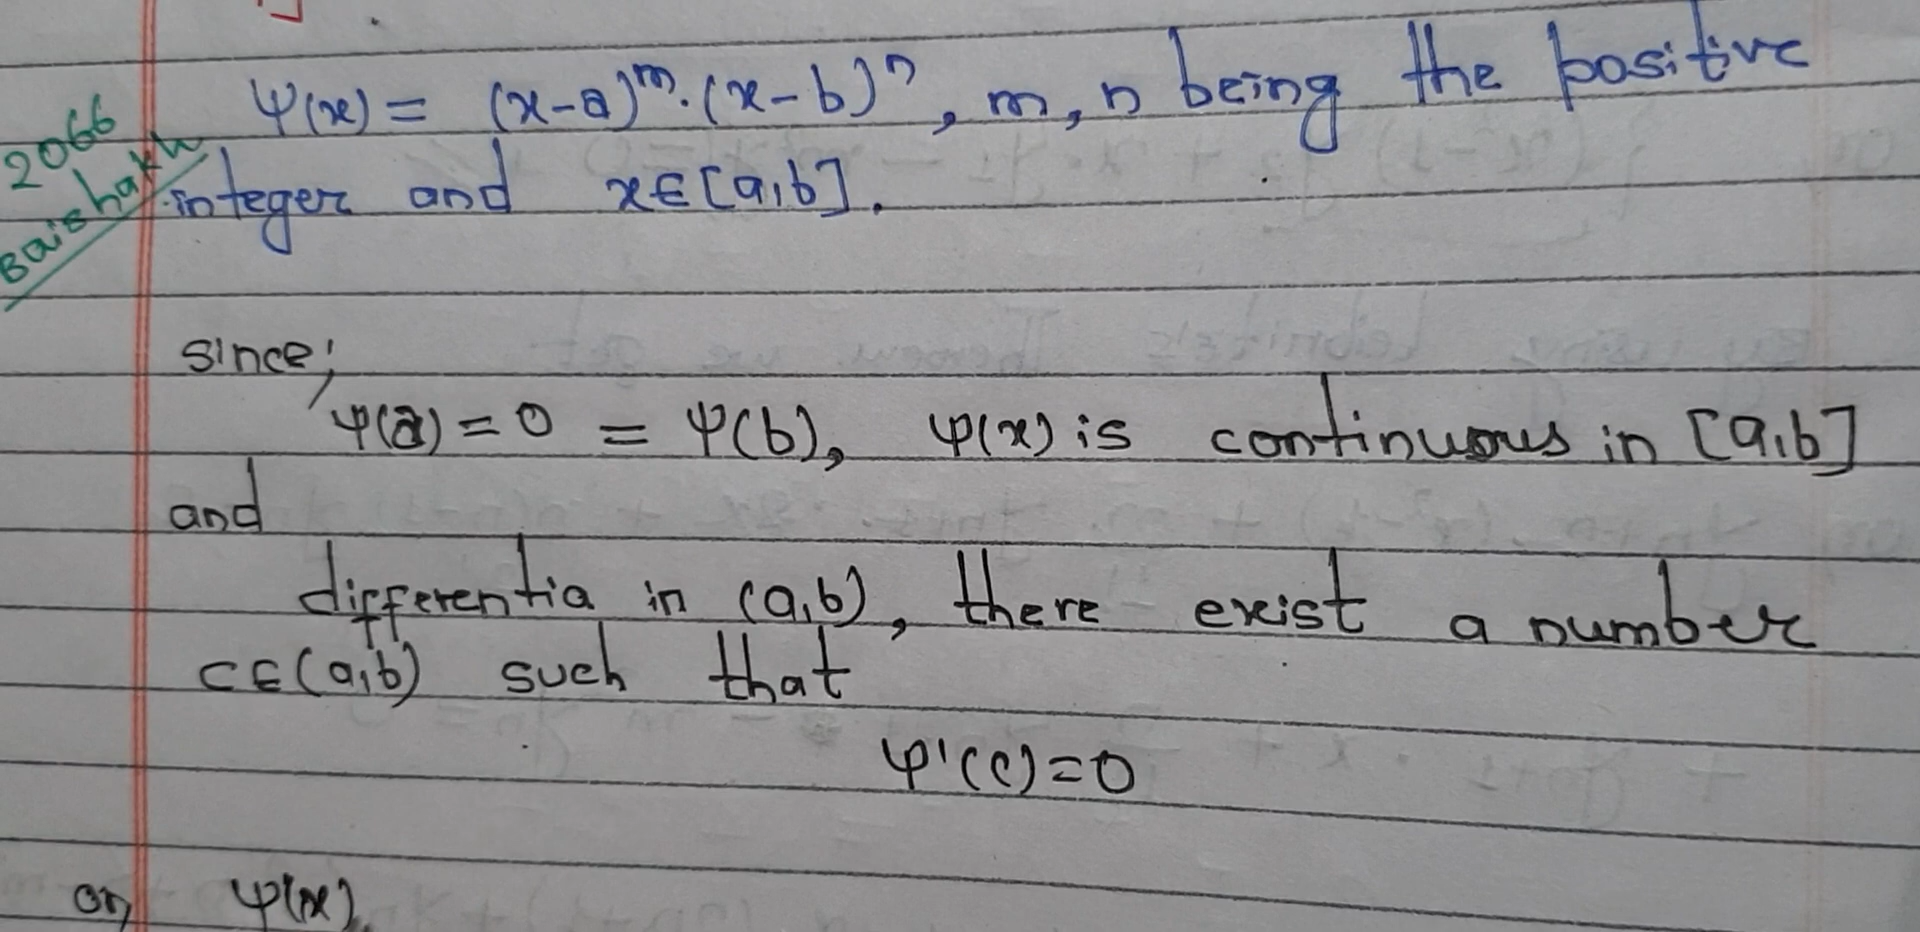 2066
Baishakh
ψ(x) = (x-a)^m. (x-b)^n, m, n being the positive
integer and x∈[a,b].
since,
ψ(a) = 0 = ψ(b), ψ(x) is continuous in [a,b]
and
differentia in (a,b), there exist a number
c∈(a,b) such that
ψ'(c)=0
or, ψ(x)